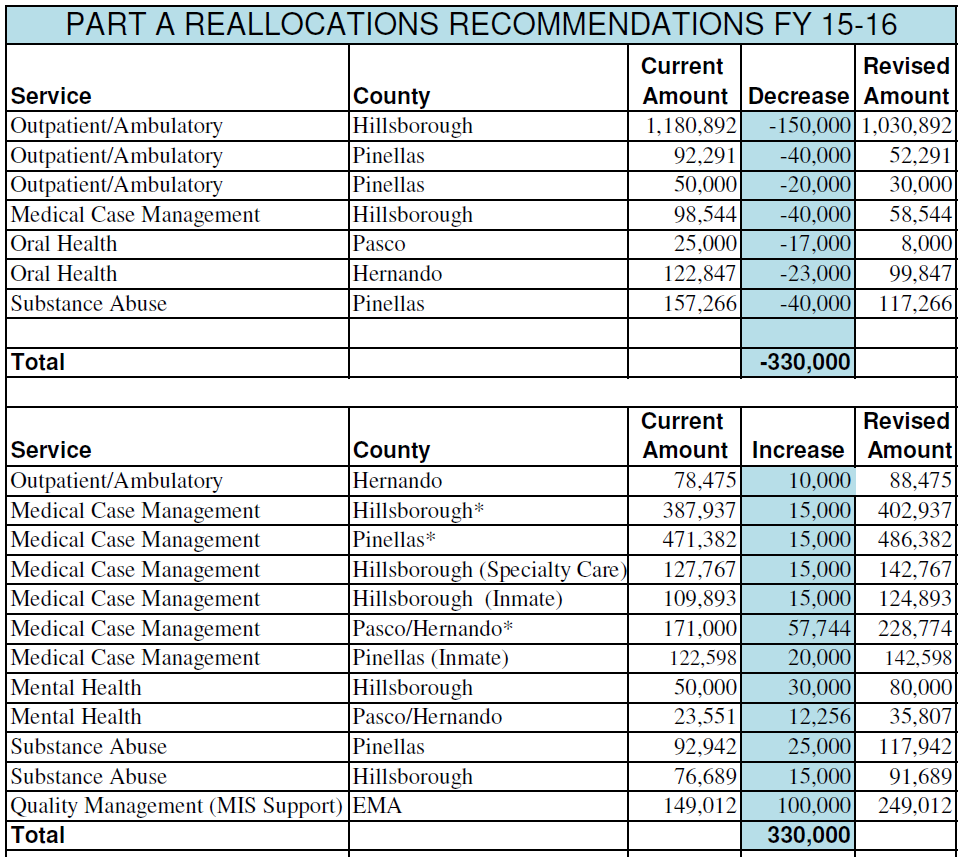 PART A REALLOCATIONS RECOMMENDATIONS FY 15-16
Current Revised
Service County Amount Decrease Amount
Outpatient/Ambulatory Hillsborough 1,180,892 -150,000 1,030,892
Outpatient/Ambulatory Pinellas 92,291 -40,000 52,291
Outpatient/Ambulatory Pinellas 50,000 -20,000 30,000
Medical Case Management Hillsborough 98,544 -40,000 58,544
Oral Health Pasco 25,000 -17,000 8,000
Oral Health Hernando 122,847 -23,000 99,847
Substance Abuse Pinellas 157,266 -40,000 117,266
Total -330,000
Current Revised
Service County Amount Increase Amount
Outpatient/Ambulatory Hernando 78,475 10,000 88,475
Medical Case Management Hillsborough* 387,937 15,000 402,937
Medical Case Management Pinellas* 471,382 15,000 486,382
Medical Case Management Hillsborough (Specialty Care) 127,767 15,000 142,767
Medical Case Management Hillsborough (Inmate) 109,893 15,000 124,893
Medical Case Management Pasco/Hernando* 171,000 57,744 228,774
Medical Case Management Pinellas (Inmate) 122,598 20,000 142,598
Mental Health Hillsborough 50,000 30,000 80,000
Mental Health Pasco/Hernando 23,551 12,256 35,807
Substance Abuse Pinellas 92,942 25,000 117,942
Substance Abuse Hillsborough 76,689 15,000 91,689
Quality Management (MIS Support) EMA 149,012 100,000 249,012
Total 330,000